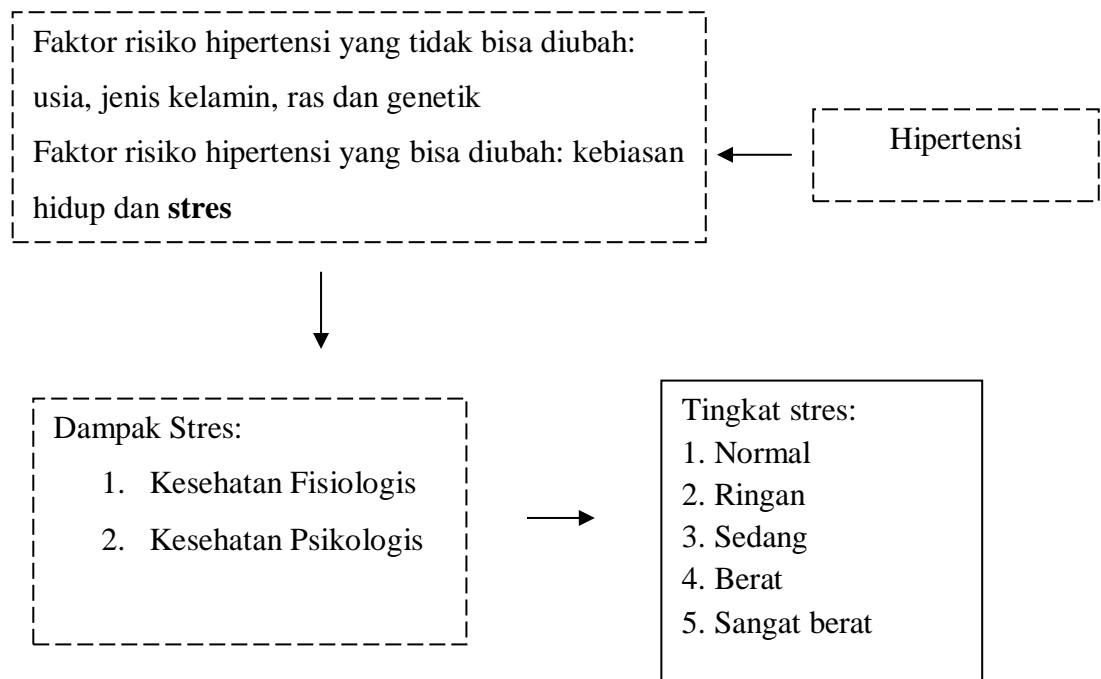 Faktor risiko hipertensi yang tidak bisa diubah:
usia, jenis kelamin, ras dan genetik
Faktor risiko hipertensi yang bisa diubah: kebiasan
hidup dan stres
Hipertensi
Dampak Stres:
1. Kesehatan Fisiologis
2. Kesehatan Psikologis
Tingkat stres:
1. Normal
2. Ringan
3. Sedang
4. Berat
5. Sangat berat